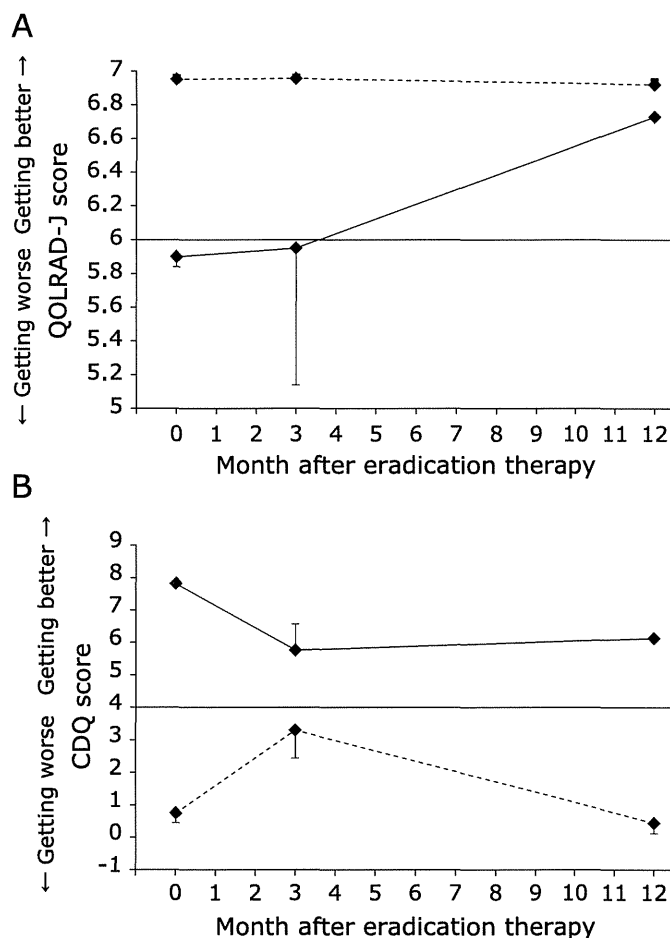 A
← Getting worse Getting better →
QOLRAD-J score
7
6.8
6.6
6.4
6.2
6
5.8
5.6
5.4
5.2
5
0 1 2 3 4 5 6 7 8 9 10 11 12
Month after eradication therapy
B
← Getting worse Getting better →
CDQ score
9
8
7
6
5
4
3
2
1
0
-1
0 1 2 3 4 5 6 7 8 9 10 11 12
Month after eradication therapy